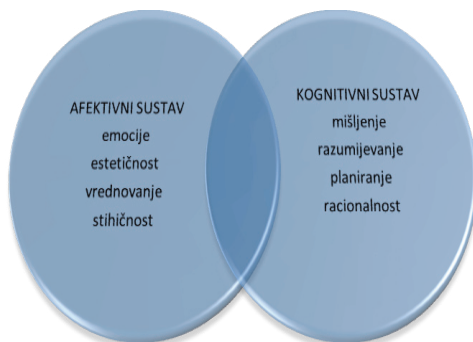 AFEKTIVNI SUSTAV
emocije
estetičnost
vrednovanje
stihičnost
KOGNITIVNI SUSTAV
mišljenje
razumijevanje
planiranje
racionalnost